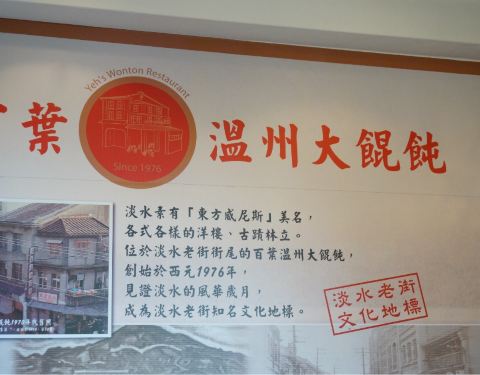 Yeh's Wonton Restaurant
葉
Since 1976
溫州大餛飩
淡水素有「東方威尼斯」美名，
各式各樣的洋樓、古蹟林立。
位於淡水老街街尾的百葉溫州大餛飩，
創始於西元1976年，
見證淡水的風華歲月，
成為淡水老街知名文化地標。
淡水老街
文化地標